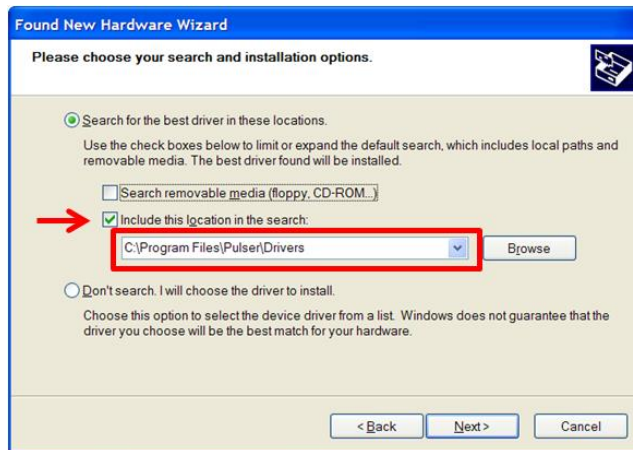 Found New Hardware Wizard
Please choose your search and installation options.
Search for the best driver in these locations.
Use the check boxes below to limit or expand the default search, which includes local paths and
removable media. The best driver found will be installed.
Search removable media (floppy, CD-ROM...)
Include this location in the search:
C:\Program Files\Pulser\Drivers
Browse
Don't search. I will choose the driver to install.
Choose this option to select the device driver from a list. Windows does not guarantee that the
driver you choose will be the best match for your hardware.
< Back
Next >
Cancel